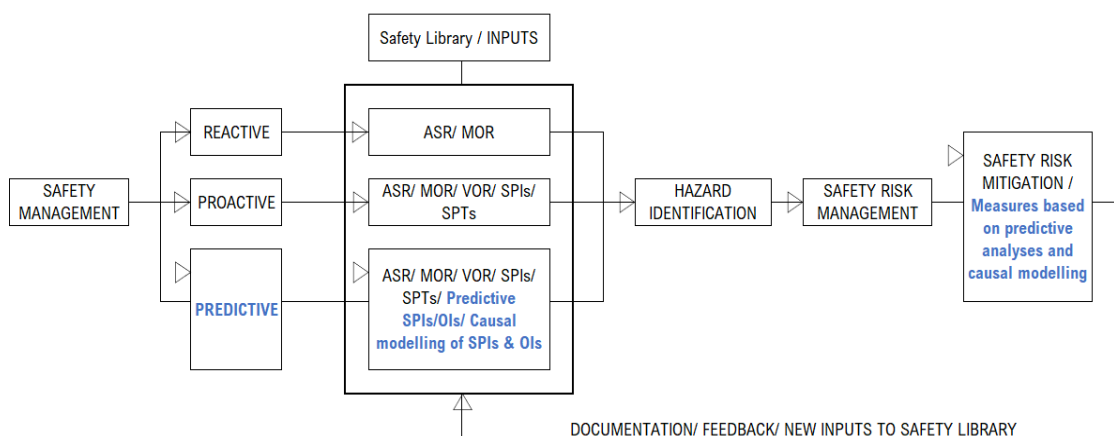 Safety Library / INPUTS
REACTIVE
ASR/ MOR
SAFETY
MANAGEMENT
PROACTIVE
ASR/ MOR/ VOR/ SPIs/
SPTs
HAZARD
IDENTIFICATION
SAFETY RISK
MANAGEMENT
SAFETY RISK
MITIGATION /
Measures based
on predictive
analyses and
causal modelling
PREDICTIVE
ASR/ MOR/ VOR/ SPIs/
SPTs/ Predictive
SPIs/OIs/ Causal
modelling of SPIs & OIs
DOCUMENTATION/ FEEDBACK/ NEW INPUTS TO SAFETY LIBRARY